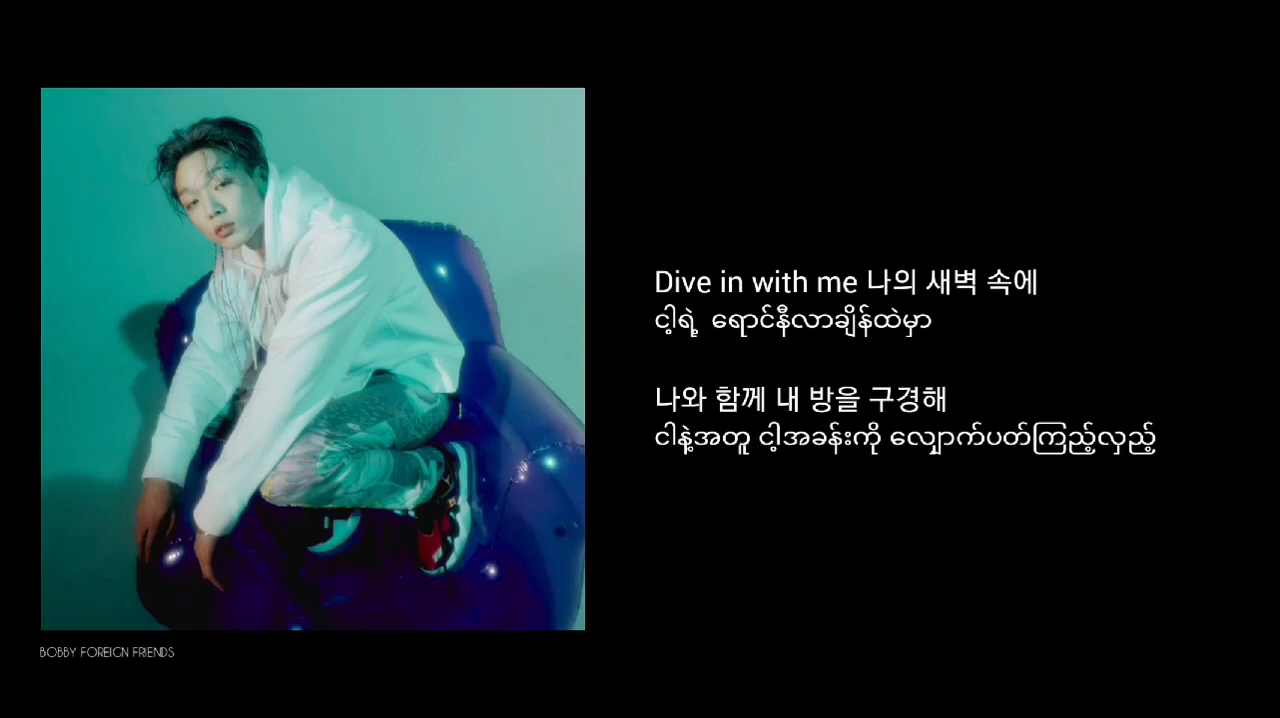 Dive in with me 나의 새벽 속에
ငါ့ရဲ့ ရောင်နီလာချိန်ထဲမှာ
나와 함께 내 방을 구경해
ငါနဲ့အတူ ငါ့အခန်းကို လျှောက်ပတ်ကြည့်လှည့်
BOBBY FOREIGN FRIENDS